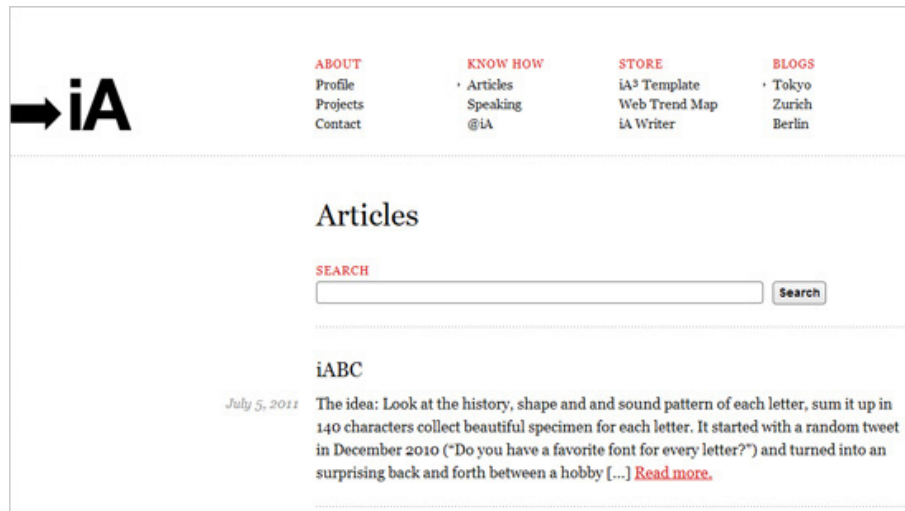 iA
ABOUT
Profile
Projects
Contact
KNOW HOW
Articles
Speaking
@iA
STORE
iA³ Template
Web Trend Map
iA Writer
BLOGS
Tokyo
Zurich
Berlin
Articles
SEARCH
Search
iABC
July 5, 2011
The idea: Look at the history, shape and and sound pattern of each letter, sum it up in
140 characters collect beautiful specimen for each letter. It started with a random tweet
in December 2010 (“Do you have a favorite font for every letter?”) and turned into an
surprising back and forth between a hobby [...] Read more.